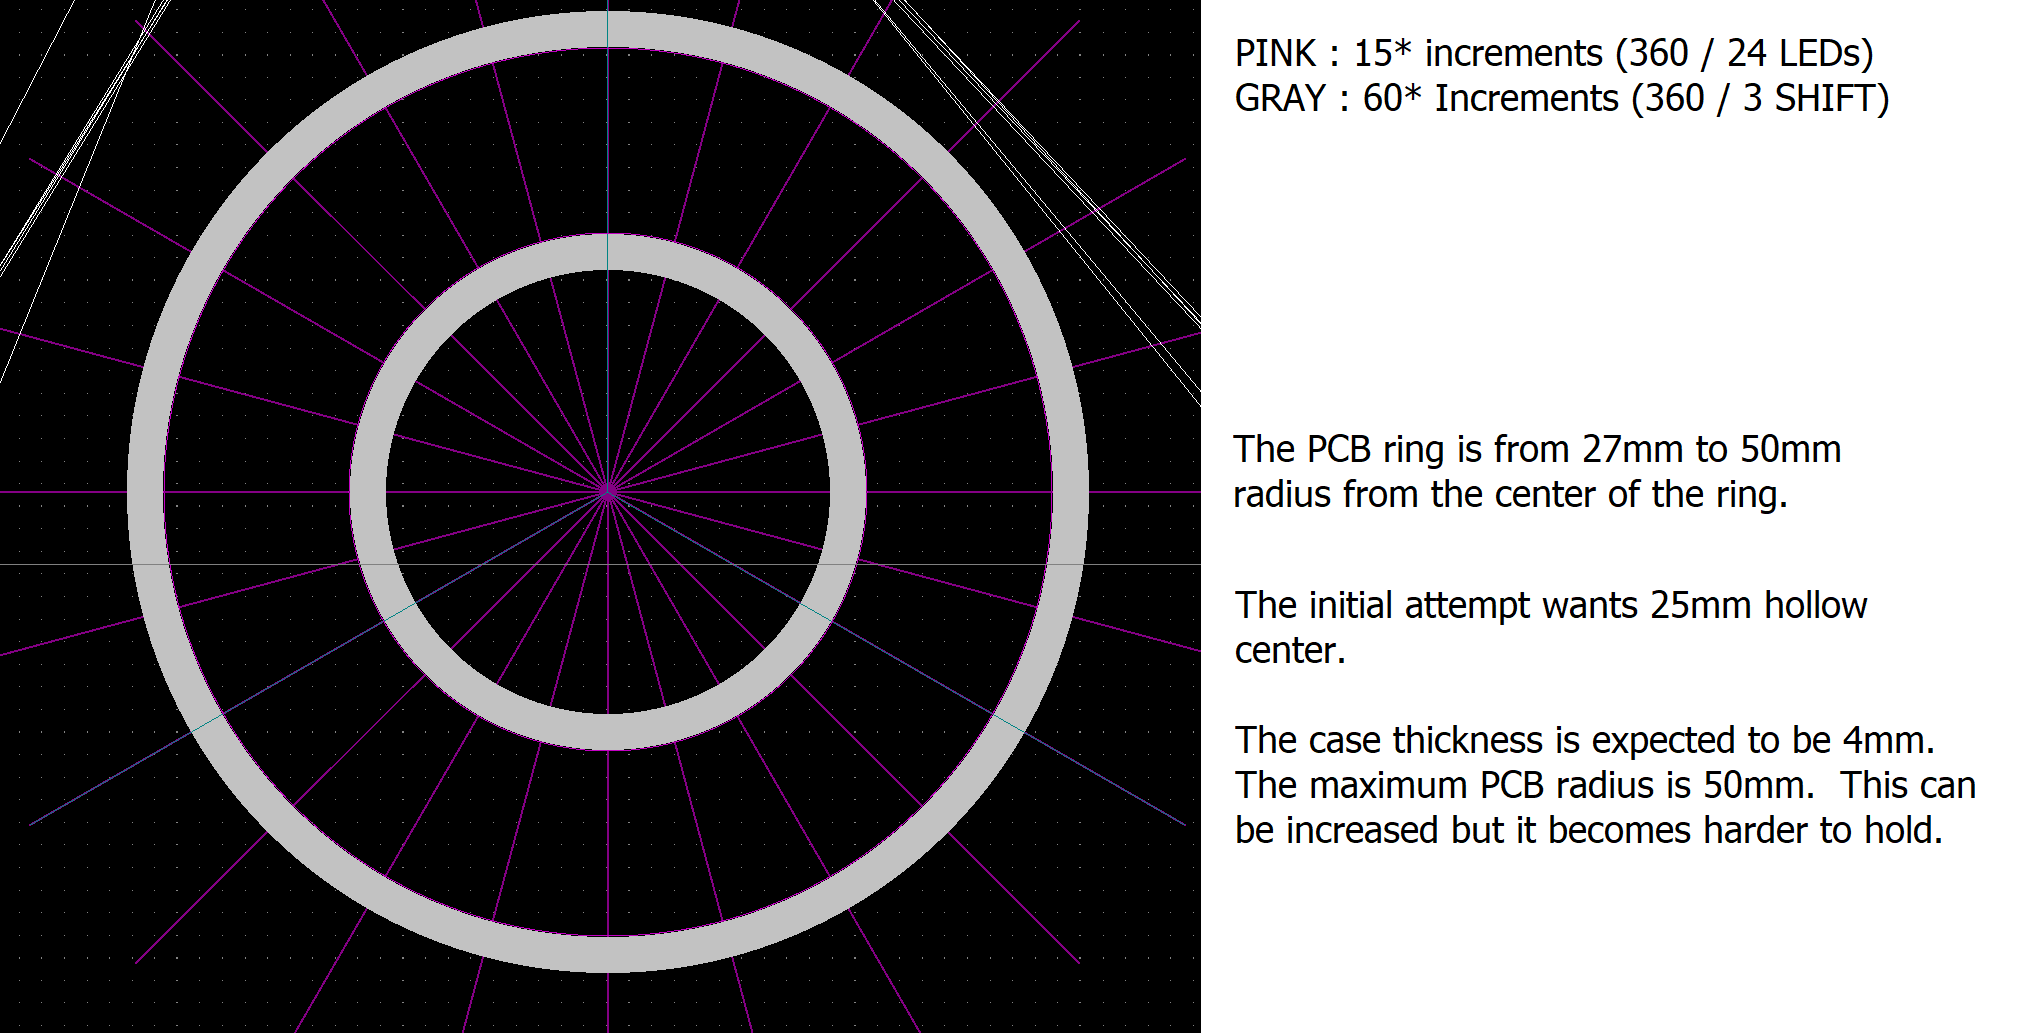 PINK : 15* increments (360 / 24 LEDs)
GRAY : 60* Increments (360 / 3 SHIFT)
The PCB ring is from 27mm to 50mm
radius from the center of the ring.
The initial attempt wants 25mm hollow
center.
The case thickness is expected to be 4mm.
The maximum PCB radius is 50mm.  This can
be increased but it becomes harder to hold.